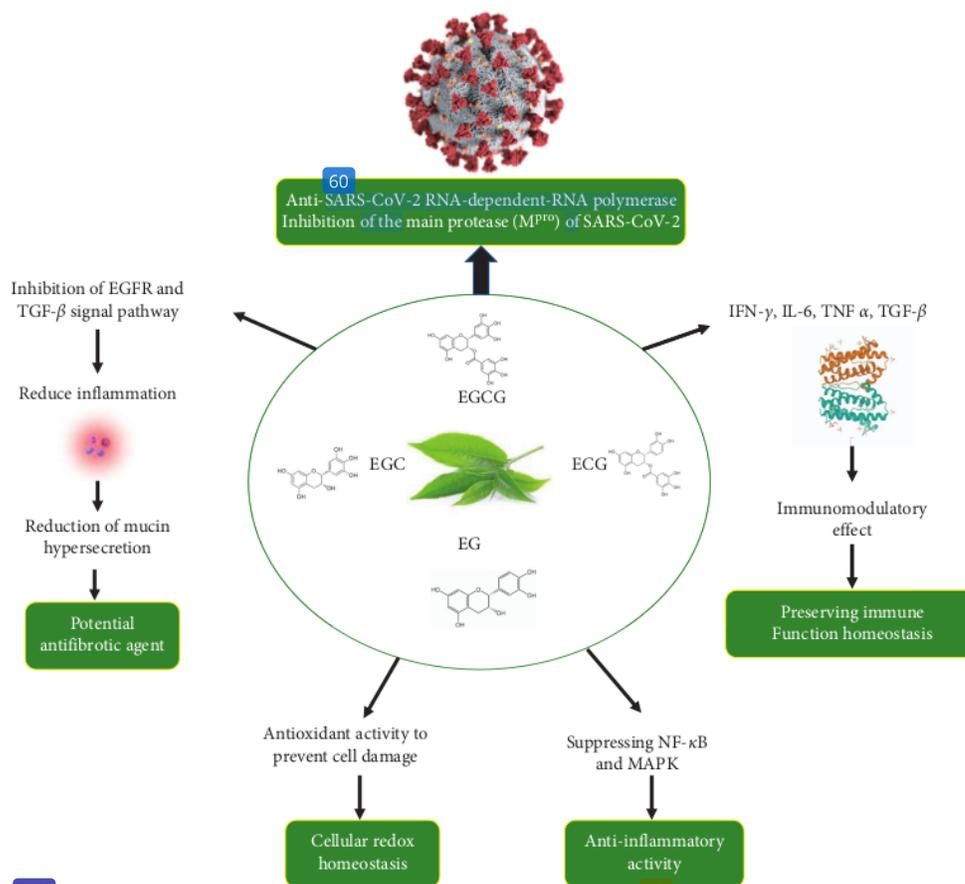 60
Anti-SARS-CoV-2 RNA-dependent-RNA polymerase
Inhibition of the main protease (Mᵖʳᵒ) of SARS-CoV-2
Inhibition of EGFR and
TGF-β signal pathway
Reduce inflammation
Reduction of mucin
hypersecretion
Potential
antifibrotic agent
EGCG
EGC
ECG
EG
IFN-γ, IL-6, TNF α, TGF-β
Immunomodulatory
effect
Preserving immune
Function homeostasis
Antioxidant activity to
prevent cell damage
Cellular redox
homeostasis
Suppressing NF-κB
and MAPK
Anti-inflammatory
activity